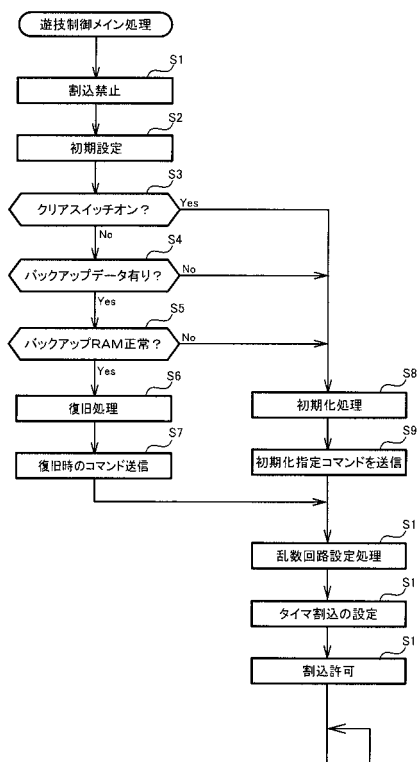 遊技制御メイン処理
S1
割込禁止
S2
初期設定
S3
クリアスイッチオン?
Yes
No
S4
バックアップデータ有り?
No
Yes
S5
バックアップRAM正常?
No
Yes
S6
復旧処理
S7
復旧時のコマンド送信
S8
初期化処理
S9
初期化指定コマンドを送信
S1
乱数回路設定処理
S1
タイマ割込の設定
S1
割込許可